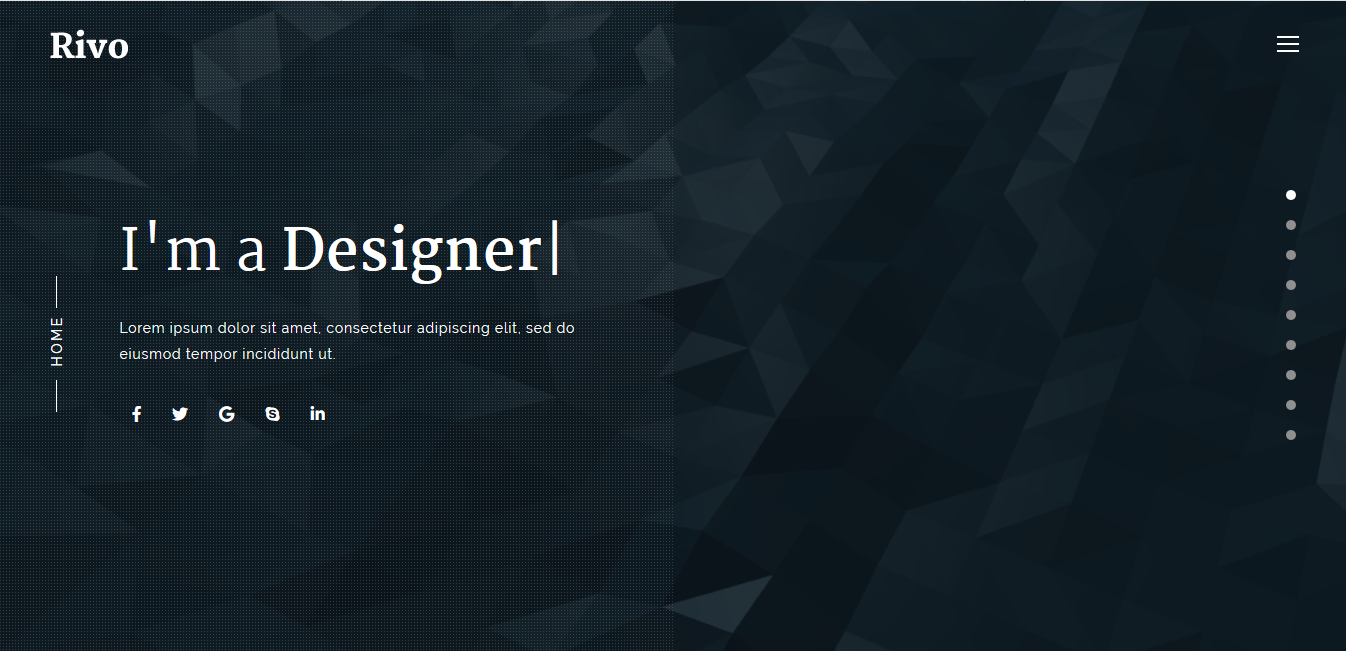 Rivo
I'm a Designer|
Lorem ipsum dolor sit amet, consectetur adipiscing elit, sed do
eiusmod tempor incididunt ut.
HOME